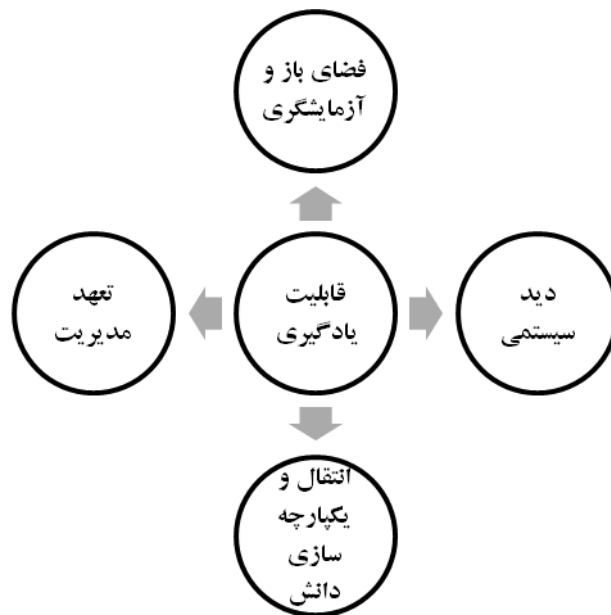 فضای باز و
آزمایشگری
دید
سیستمی
قابلیت
یادگیری
تعهد
مدیریت
انتقال و
یکپارچه
سازی
دانش